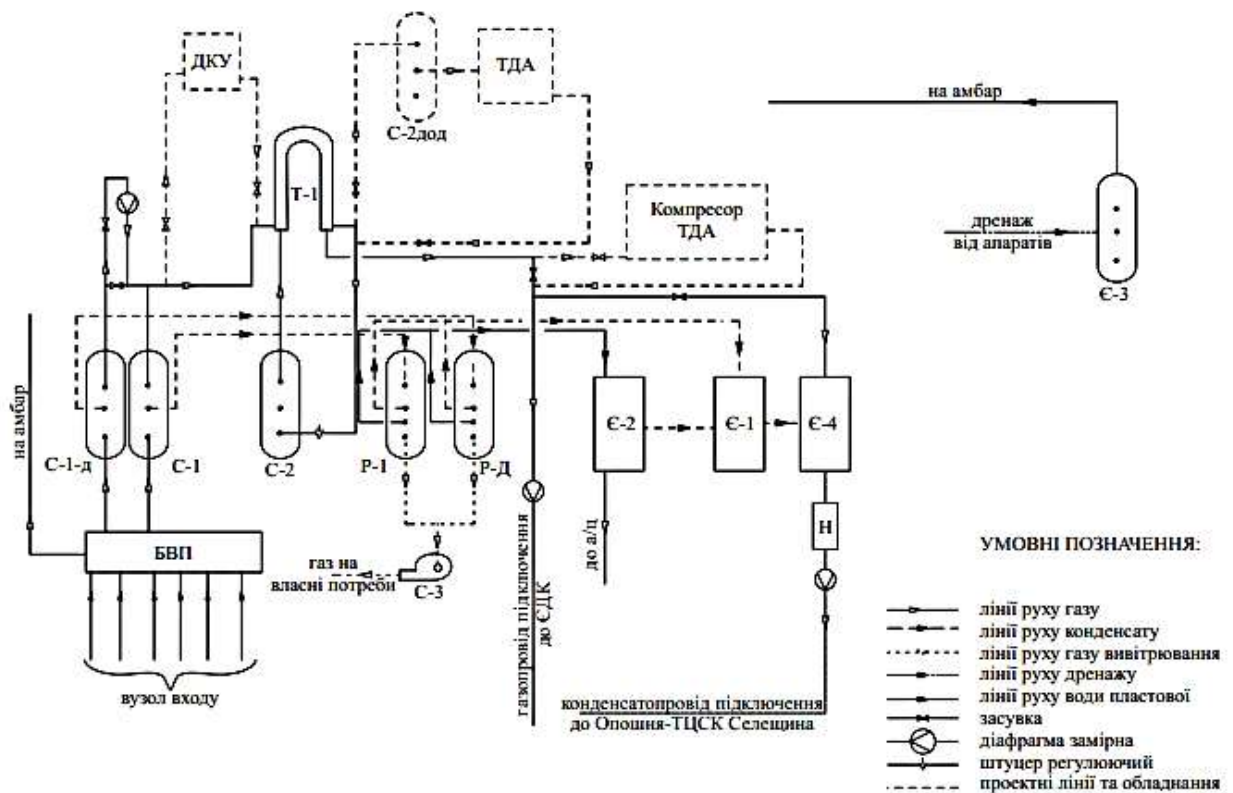 ДКУ
С-2дод
ТДА
на амбар
Т-1
Компресор
ТДА
дренаж
від апаратів
Є-3
на амбар
С-1-д
С-1
С-2
Р-1
Р-Д
Є-2
Є-1
Є-4
БВП
газ на
власні потреби
С-3
до а/ц
Н
газопровід підключення
до ЄДК
вузол входу
конденсатопровід підключення
до Опошня-ТЦСК Селещина
УМОВНІ ПОЗНАЧЕННЯ:
лінії руху газу
лінії руху конденсату
лінії руху газу вивітрювання
лінії руху дренажу
лінії руху води пластової
засувка
діафрагма замірна
штуцер регулюючий
проектні лінії та обладнання